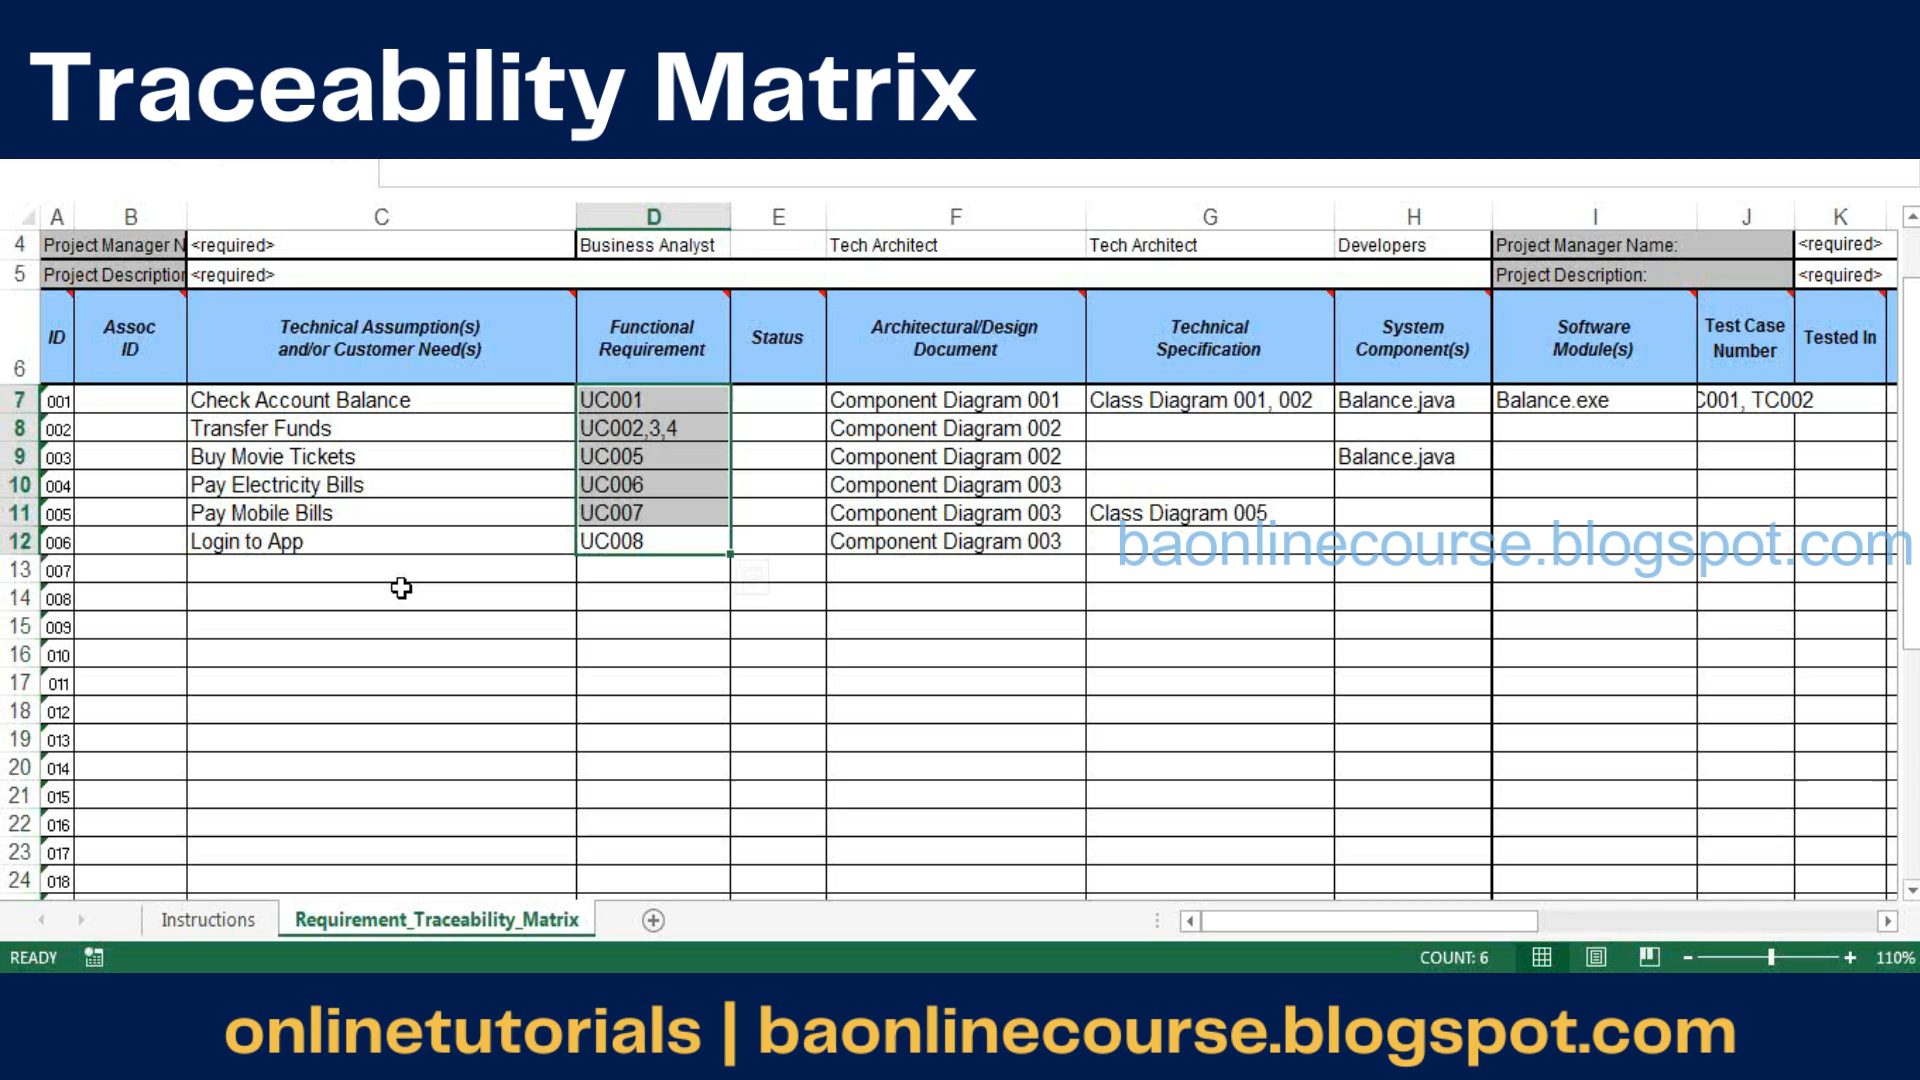 Traceability Matrix
A B C D E F G H I J K
4 Project Manager N <required> Business Analyst Tech Architect Tech Architect Developers Project Manager Name: <required>
5 Project Description <required> Project Description: <required>
6 ID Assoc ID Technical Assumption(s) and/or Customer Need(s) Functional Requirement Status Architectural/Design Document Technical Specification System Component(s) Software Module(s) Test Case Number Tested In
7 001 Check Account Balance UC001 Component Diagram 001 Class Diagram 001, 002 Balance.java Balance.exe C001, TC002
8 002 Transfer Funds UC002,3,4 Component Diagram 002
9 003 Buy Movie Tickets UC005 Component Diagram 002 Balance.java
10 004 Pay Electricity Bills UC006 Component Diagram 003
11 005 Pay Mobile Bills UC007 Component Diagram 003 Class Diagram 005
12 006 Login to App UC008 Component Diagram 003
baonlinecourse.blogspot.com
13 007
14 008
15 009
16 010
17 011
18 012
19 013
20 014
21 015
22 016
23 017
24 018
Instructions Requirement_Traceability_Matrix
READY COUNT: 6 110%
onlinetutorials | baonlinecourse.blogspot.com